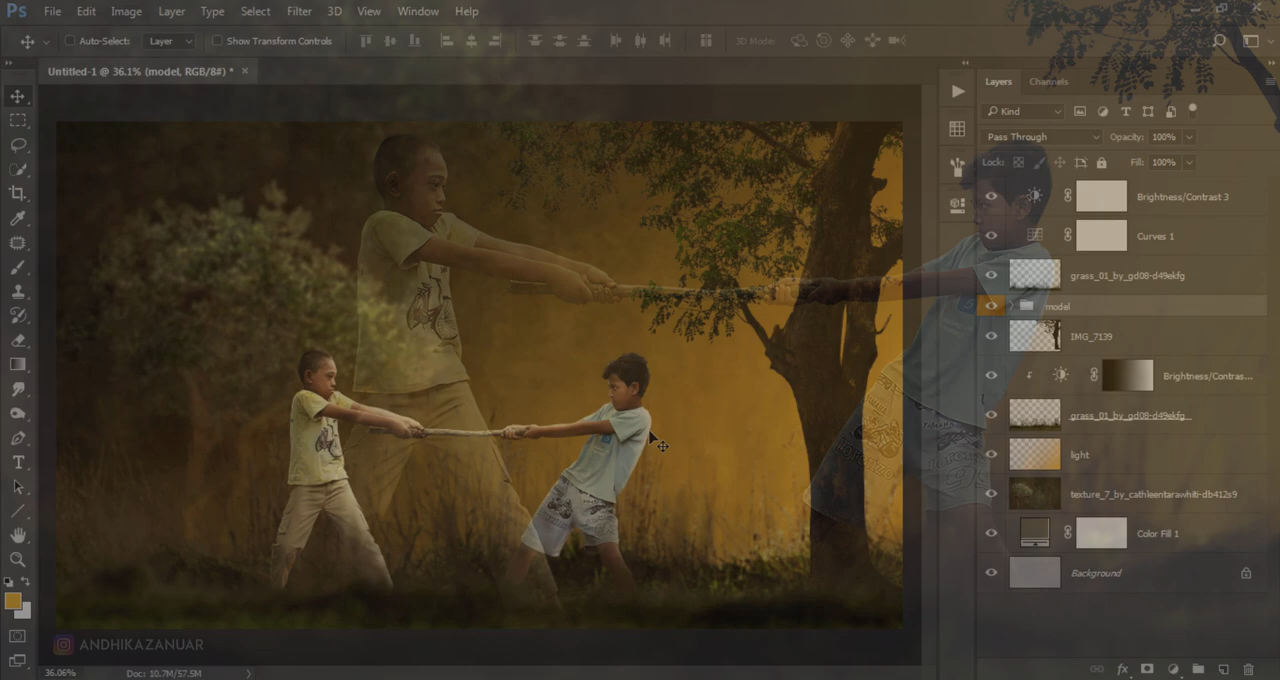 Ps File Edit Image Layer Type Select Filter 3D View Window Help
Auto-Select: Layer Show Transform Controls 3D Mode:
Untitled-1 @ 36.1% (model, RGB/8#) * ×
Layers Channels
Kind
Pass Through Opacity: 100%
Lock: Fill: 100%
Brightness/Contrast 3
Curves 1
grass_01_by_gd08-d49ekfg
model
IMG_7139
Brightness/Contras...
grass_01_by_gd08-d49ekfg
light
texture_7_by_cathleentarawhiti-db412s9
Color Fill 1
Background
ANDHIKAZANUAR
36.06% Doc: 10.7M/57.5M
fx